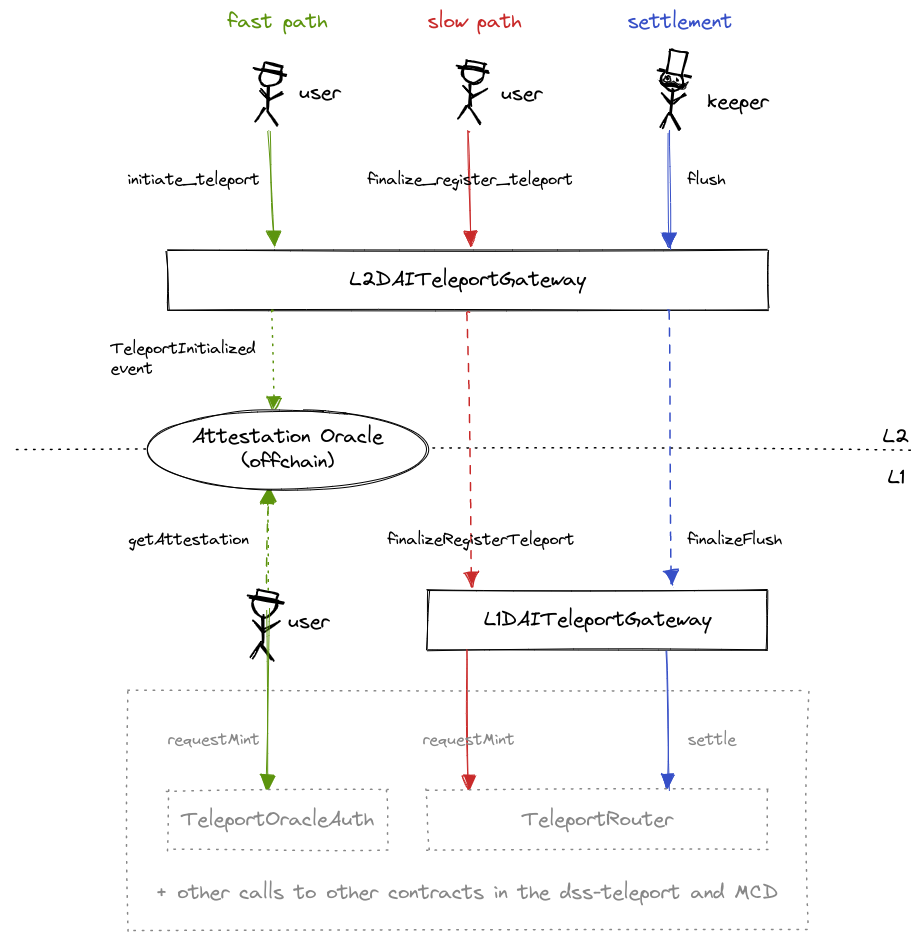 fast path
slow path
settlement
user
user
keeper
initiate_teleport
finalize_register_teleport
flush
L2DAITeleportGateway
TeleportInitialized
event
Attestation Oracle
(offchain)
L2
L1
getAttestation
finalizeRegisterTeleport
finalizeFlush
user
L1DAITeleportGateway
requestMint
requestMint
settle
TeleportOracleAuth
TeleportRouter
+ other calls to other contracts in the dss-teleport and MCD